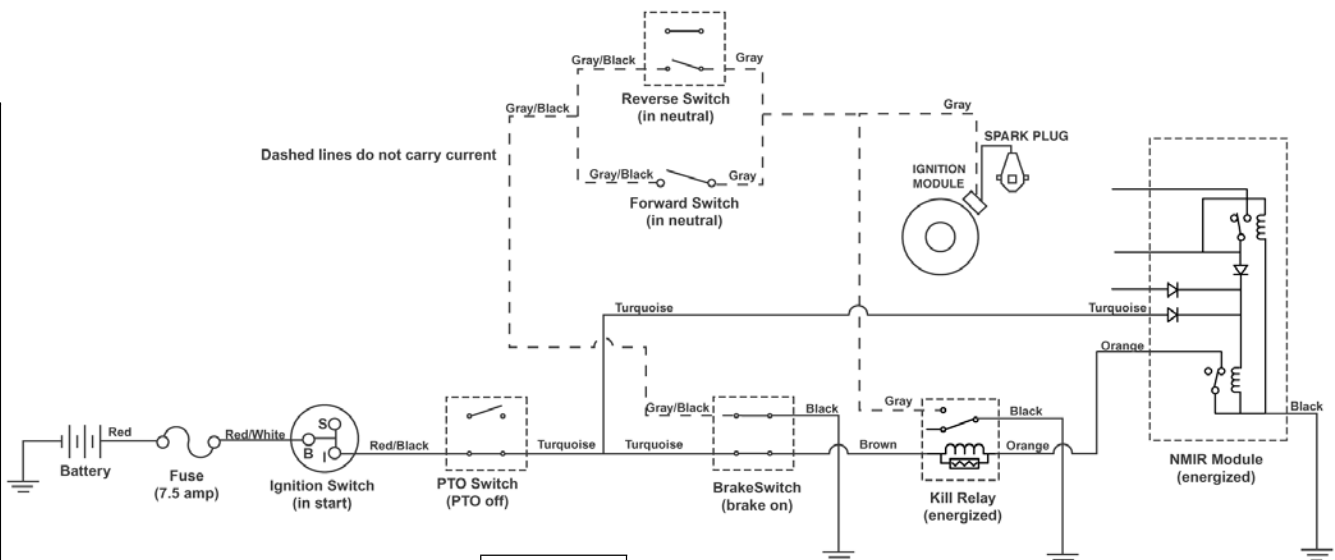 Gray/Black
Gray
Reverse Switch
(in neutral)
Gray/Black
Gray
Dashed lines do not carry current
SPARK PLUG
IGNITION
MODULE
Gray/Black
Gray
Forward Switch
(in neutral)
Turquoise
Turquoise
Orange
Gray/Black
Black
Gray
Black
Black
Red
Red/White
S
B
I
Red/Black
Turquoise
Turquoise
Brown
Orange
Battery
Fuse
(7.5 amp)
Ignition Switch
(in start)
PTO Switch
(PTO off)
BrakeSwitch
(brake on)
Kill Relay
(energized)
NMIR Module
(energized)